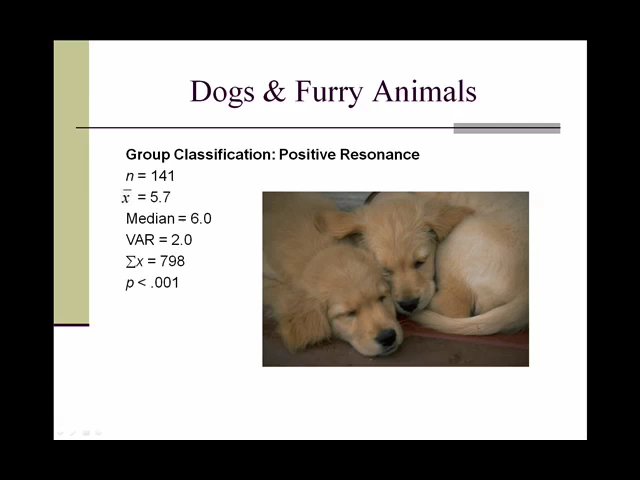 Dogs & Furry Animals
Group Classification: Positive Resonance
n = 141
x̅ = 5.7
Median = 6.0
VAR = 2.0
∑x = 798
p < .001